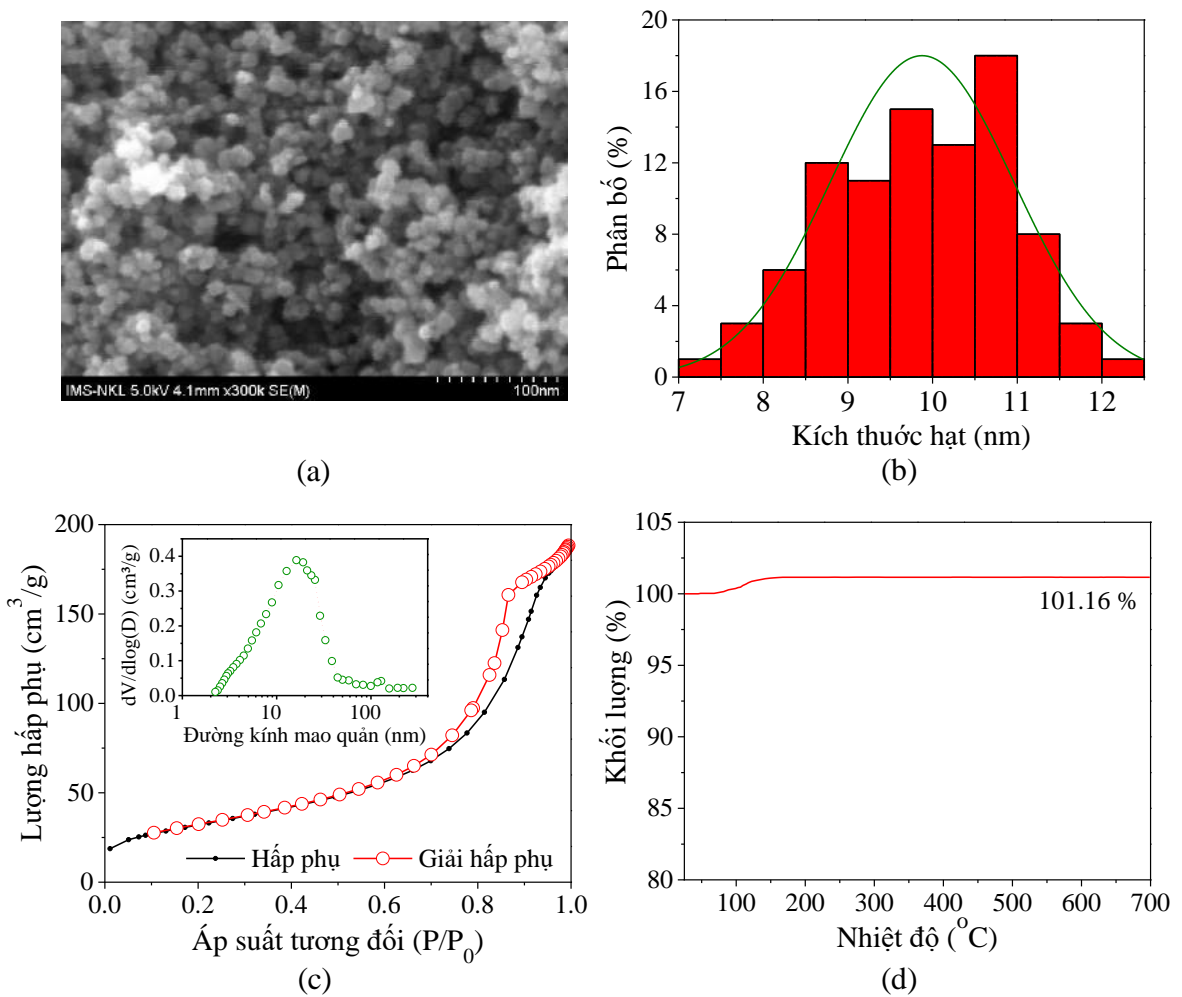 IMS-NKL 5.0kV 4.1mm x300k SE(M) 100nm
(a)
20
16
12
8
4
0
Phân bố (%)
7 8 9 10 11 12
Kích thuớc hạt (nm)
(b)
200
150
100
50
0
Lượng hấp phụ (cm³/g)
0.4
0.3
0.2
0.1
0.0
dV/dlog(D) (cm³/g)
1 10 100
Đường kính mao quản (nm)
Hấp phụ Giải hấp phụ
0.0 0.2 0.4 0.6 0.8 1.0
Áp suất tương đối (P/P₀)
(c)
105
100
95
90
85
80
Khối lượng (%)
101.16 %
100 200 300 400 500 600 700
Nhiệt độ (°C)
(d)